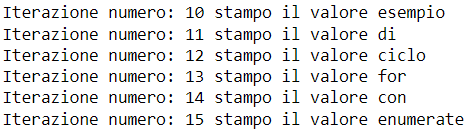 Iterazione numero: 10 stampo il valore esempio
Iterazione numero: 11 stampo il valore di
Iterazione numero: 12 stampo il valore ciclo
Iterazione numero: 13 stampo il valore for
Iterazione numero: 14 stampo il valore con
Iterazione numero: 15 stampo il valore enumerate